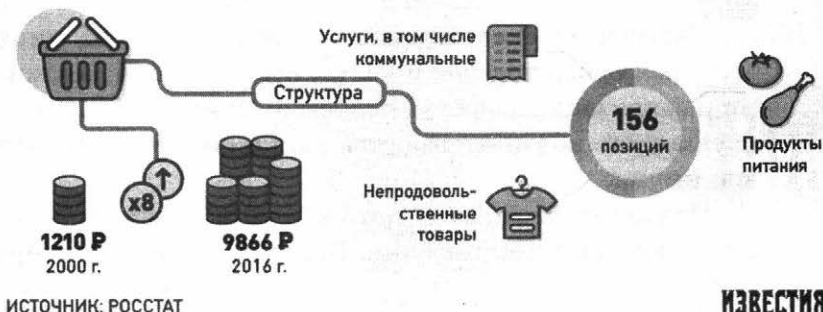 Услуги, в том числе
коммунальные
Структура
156
позиций
Продукты
питания
Непродоволь-
ственные
товары
x8
1210 ₽
2000 г.
9866 ₽
2016 г.
ИСТОЧНИК: РОССТАТ
ИЗВЕСТИЯ